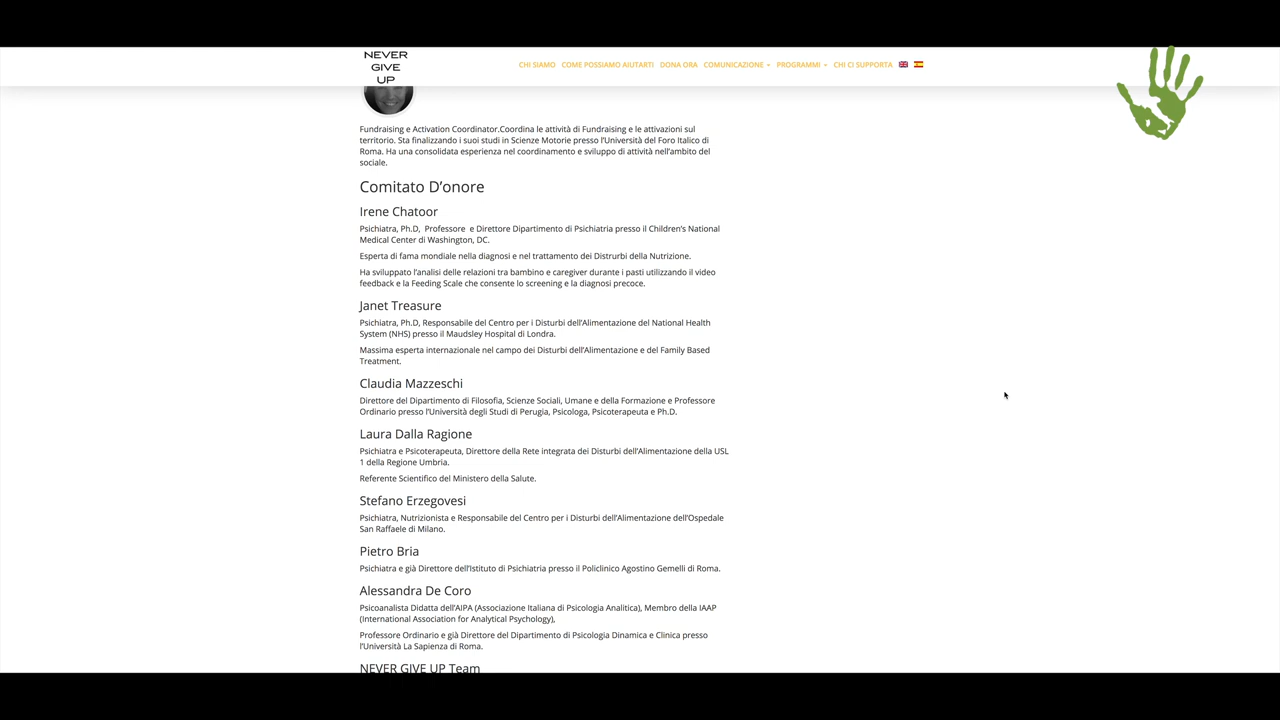 NEVER
GIVE
UP
CHI SIAMO COME POSSIAMO AIUTARTI DONA ORA COMUNICAZIONE PROGRAMMI CHI CI SUPPORTA
Fundraising e Activation Coordinator.Coordina le attività di Fundraising e le attivazioni sul
territorio. Sta finalizzando i suoi studi in Scienze Motorie presso l'Università del Foro Italico di
Roma. Ha una consolidata esperienza nel coordinamento e sviluppo di attività nell'ambito del
sociale.
Comitato D'onore
Irene Chatoor
Psichiatra, Ph.D, Professore e Direttore Dipartimento di Psichiatria presso il Children's National
Medical Center di Washington, DC.
Esperta di fama mondiale nella diagnosi e nel trattamento dei Distrurbi della Nutrizione.
Ha sviluppato l'analisi delle relazioni tra bambino e caregiver durante i pasti utilizzando il video
feedback e la Feeding Scale che consente lo screening e la diagnosi precoce.
Janet Treasure
Psichiatra, Ph.D, Responsabile del Centro per i Disturbi dell'Alimentazione del National Health
System (NHS) presso il Maudsley Hospital di Londra.
Massima esperta internazionale nel campo dei Disturbi dell'Alimentazione e del Family Based
Treatment.
Claudia Mazzeschi
Direttore del Dipartimento di Filosofia, Scienze Sociali, Umane e della Formazione e Professore
Ordinario presso l'Università degli Studi di Perugia, Psicologa, Psicoterapeuta e Ph.D.
Laura Dalla Ragione
Psichiatra e Psicoterapeuta, Direttore della Rete integrata dei Disturbi dell'Alimentazione della USL
1 della Regione Umbria.
Referente Scientifico del Ministero della Salute.
Stefano Erzegovesi
Psichiatra, Nutrizionista e Responsabile del Centro per i Disturbi dell'Alimentazione dell'Ospedale
San Raffaele di Milano.
Pietro Bria
Psichiatra e già Direttore dell'Istituto di Psichiatria presso il Policlinico Agostino Gemelli di Roma.
Alessandra De Coro
Psicoanalista Didatta dell'AIPA (Associazione Italiana di Psicologia Analitica), Membro della IAAP
(International Association for Analytical Psychology),
Professore Ordinario e già Direttore del Dipartimento di Psicologia Dinamica e Clinica presso
l'Università La Sapienza di Roma.
NEVER GIVE UP Team